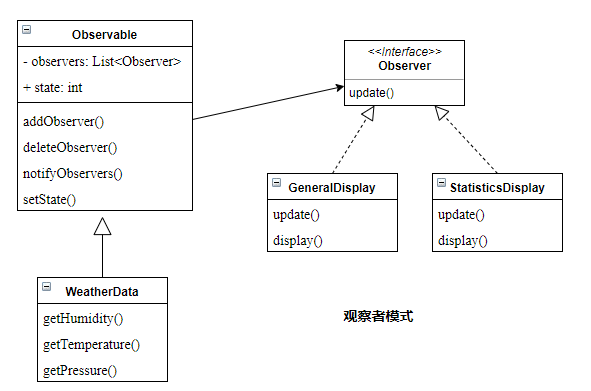 Observable
- observers: List<Observer>
+ state: int
addObserver()
deleteObserver()
notifyObservers()
setState()
<<Interface>>
Observer
update()
GeneralDisplay
update()
display()
StatisticsDisplay
update()
display()
WeatherData
getHumidity()
getTemperature()
getPressure()
观察者模式